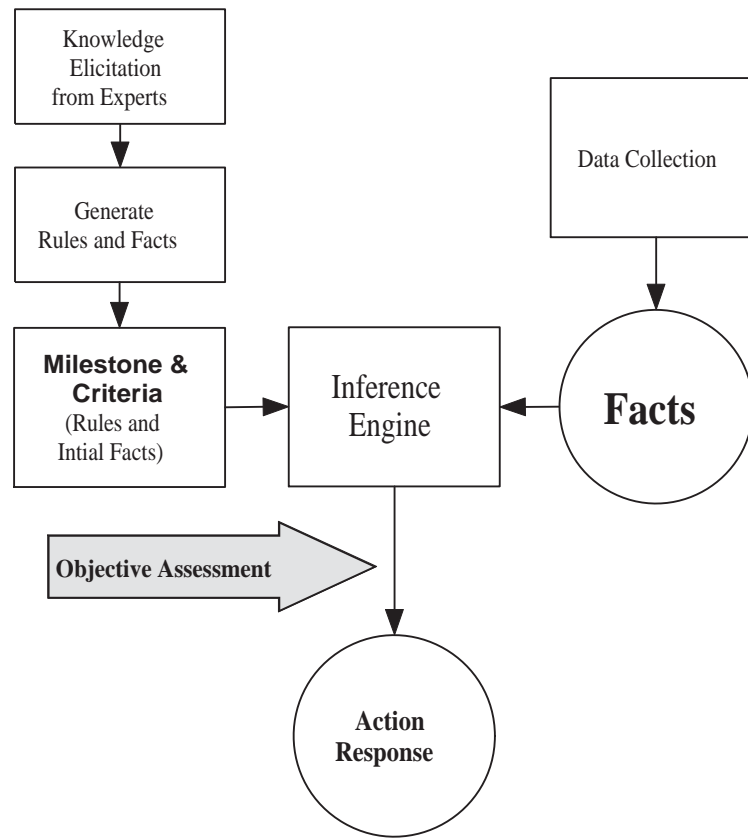 Knowledge
Elicitation
from Experts
Data Collection
Generate
Rules and Facts
Milestone &
Criteria
(Rules and
Intial Facts)
Inference
Engine
Facts
Objective Assessment
Action
Response